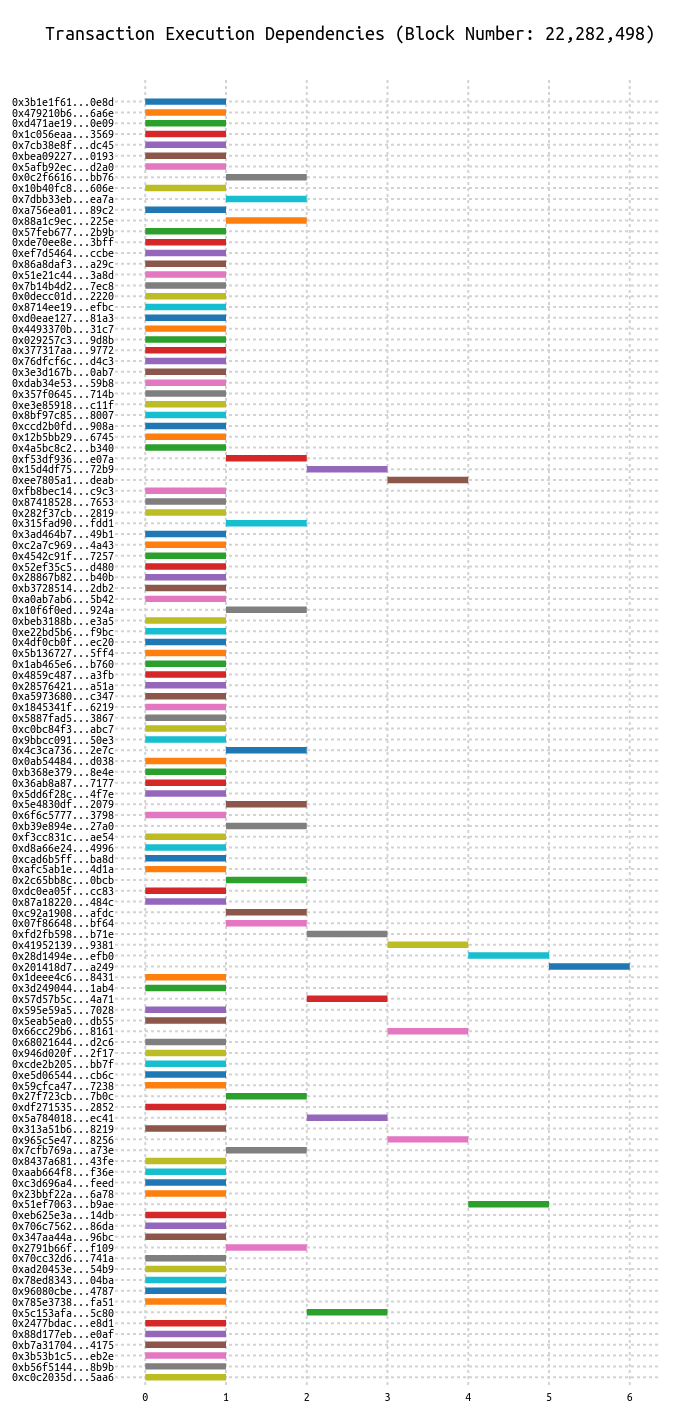 Transaction Execution Dependencies (Block Number: 22,282,498)
0x3b1e1f61...0e8d
0x479210b6...6a6e
0xd471ae19...0e09
0x1c056eaa...3569
0x7cb38e8f...dc45
0xbea09227...0193
0x5afb92ec...d2a0
0x0c2f6616...bb76
0x10b40fc8...606e
0x7dbb33eb...ea7a
0xa756ea01...89c2
0x88a1c9ec...225e
0x57feb677...2b9b
0xde70ee8e...3bff
0xef7d5464...ccbe
0x86a8daf3...a29c
0x51e21c44...3a8d
0x7b14b4d2...7ec8
0x0decc01d...2220
0x8714ee19...efbc
0xd0eae127...81a3
0x4493370b...31c7
0x029257c3...9d8b
0x377317aa...9772
0x76dfcf6c...d4c3
0x3e3d167b...0ab7
0xdab34e53...59b8
0x357f0645...714b
0xe3e85918...c11f
0x8bf97c85...8007
0xccd2b0fd...908a
0x12b5bb29...6745
0x4a5bc8c2...b340
0xf53df936...e07a
0x15d4df75...72b9
0xee7805a1...deab
0xfb8bec14...c9c3
0x87418528...7653
0x282f37cb...2819
0x315fad90...fdd1
0x3ad464b7...49b1
0xc2a7c969...4a43
0x4542c91f...7257
0x52ef35c5...d480
0x28867b82...b40b
0xb3728514...2db2
0xa0ab7ab6...5b42
0x10f6f0ed...924a
0xbeb3188b...e3a5
0xe22bd5b6...f9bc
0x4df0cb0f...ec20
0x5b136727...5ff4
0x1ab465e6...b760
0x4859c487...a3fb
0x28576421...a51a
0xa5973680...c347
0x1845341f...6219
0x5887fad5...3867
0xc0bc84f3...abc7
0x9bbcc091...50e3
0x4c3ca736...2e7c
0x0ab54484...d038
0xb368e379...8e4e
0x36ab8a87...7177
0x5dd6f28c...4f7e
0x5e4830df...2079
0x6f6c5777...3798
0xb39e894e...27a0
0xf3cc831c...ae54
0xd8a66e24...4996
0xcad6b5ff...ba8d
0xafc5ab1e...4d1a
0x2c65bb8c...0bcb
0xdc0ea05f...cc83
0x87a18220...484c
0xc92a1908...afdc
0x07f86648...bf64
0xfd2fb598...b71e
0x41952139...9381
0x28d1494e...efb0
0x201418d7...a249
0x1deee4c6...8431
0x3d249044...1ab4
0x57d57b5c...4a71
0x595e59a5...7028
0x5eab5ea0...db55
0x66cc29b6...8161
0x68021644...d2c6
0x946d020f...2f17
0xcde2b205...bb7f
0xe5d06544...cb6c
0x59cfca47...7238
0x27f723cb...7b0c
0xdf271535...2852
0x5a784018...ec41
0x313a51b6...8219
0x965c5e47...8256
0x7cfb769a...a73e
0x8437a681...43fe
0xaab664f8...f36e
0xc3d696a4...feed
0x23bbf22a...6a78
0x51ef7063...b9ae
0xeb625e3a...14db
0x706c7562...86da
0x347aa44a...96bc
0x2791b66f...f109
0x70cc32d6...741a
0xad20453e...54b9
0x78ed8343...04ba
0x96080cbe...4787
0x785e3738...fa51
0x5c153afa...5c80
0x2477bdac...e8d1
0x88d177eb...e0af
0xb7a31704...4175
0x3b53b1c5...eb2e
0xb56f5144...8b9b
0xc0c2035d...5aa6
0 1 2 3 4 5 6